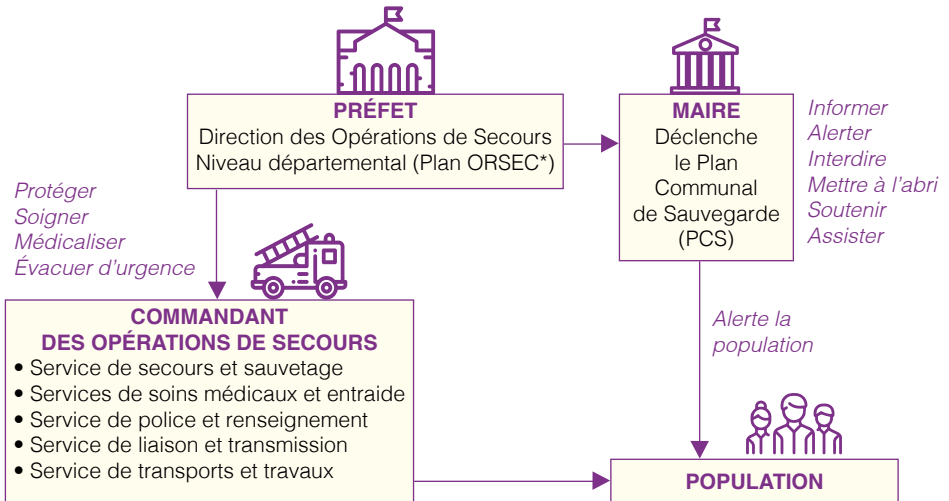 PRÉFET
Direction des Opérations de Secours
Niveau départemental (Plan ORSEC*)
MAIRE
Déclenche
le Plan
Communal
de Sauvegarde
(PCS)
Informer
Alerter
Interdire
Mettre à l'abri
Soutenir
Assister
Protéger
Soigner
Médicaliser
Évacuer d'urgence
COMMANDANT
DES OPÉRATIONS DE SECOURS
• Service de secours et sauvetage
• Services de soins médicaux et entraide
• Service de police et renseignement
• Service de liaison et transmission
• Service de transports et travaux
Alerte la
population
POPULATION